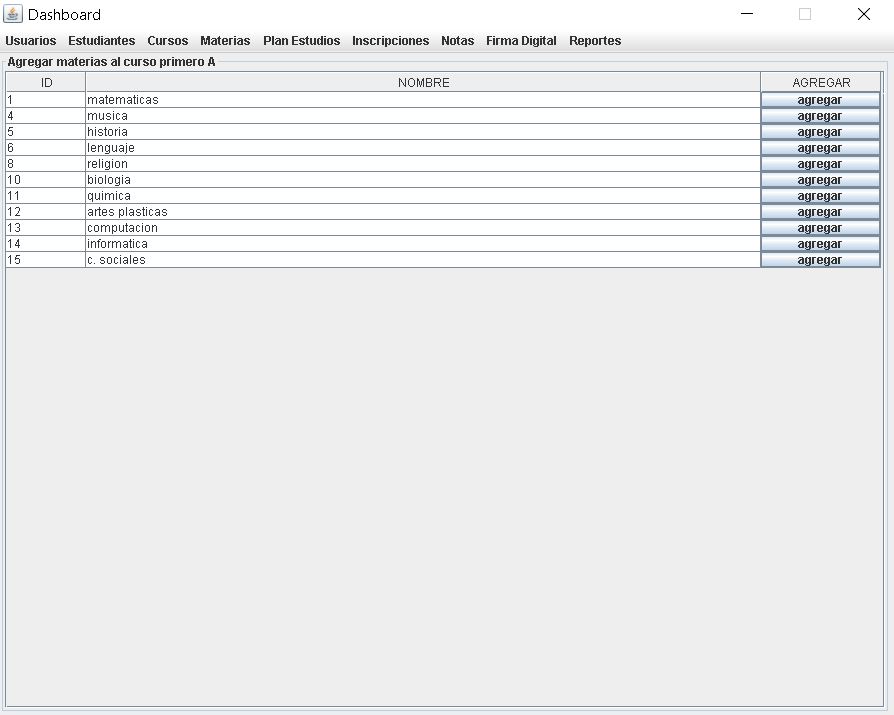 Dashboard
Usuarios Estudiantes Cursos Materias Plan Estudios Inscripciones Notas Firma Digital Reportes
Agregar materias al curso primero A
ID NOMBRE AGREGAR
1 matematicas agregar
4 musica agregar
5 historia agregar
6 lenguaje agregar
8 religion agregar
10 biologia agregar
11 quimica agregar
12 artes plasticas agregar
13 computacion agregar
14 informatica agregar
15 c. sociales agregar